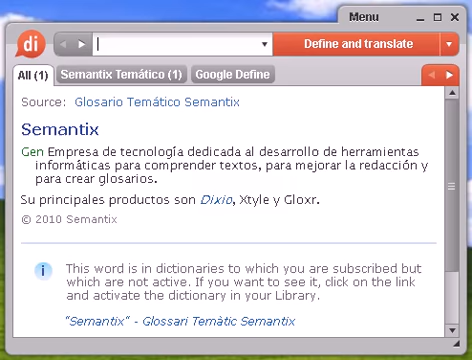 Menu
di
Define and translate
All (1)
Semantix Temático (1)
Google Define
Source: Glosario Temático Semantix
Semantix
Gen Empresa de tecnología dedicada al desarrollo de herramientas
informáticas para comprender textos, para mejorar la redacción y
para crear glosarios.
Su principales producto son Dixio, Xtyle y Gloxr.
© 2010 Semantix
i
This word is in dictionaries to which you are subscribed but
which are not active. If you want to see it, click on the link
and activate the dictionary in your Library.
"Semantix" - Glossari Temàtic Semantix